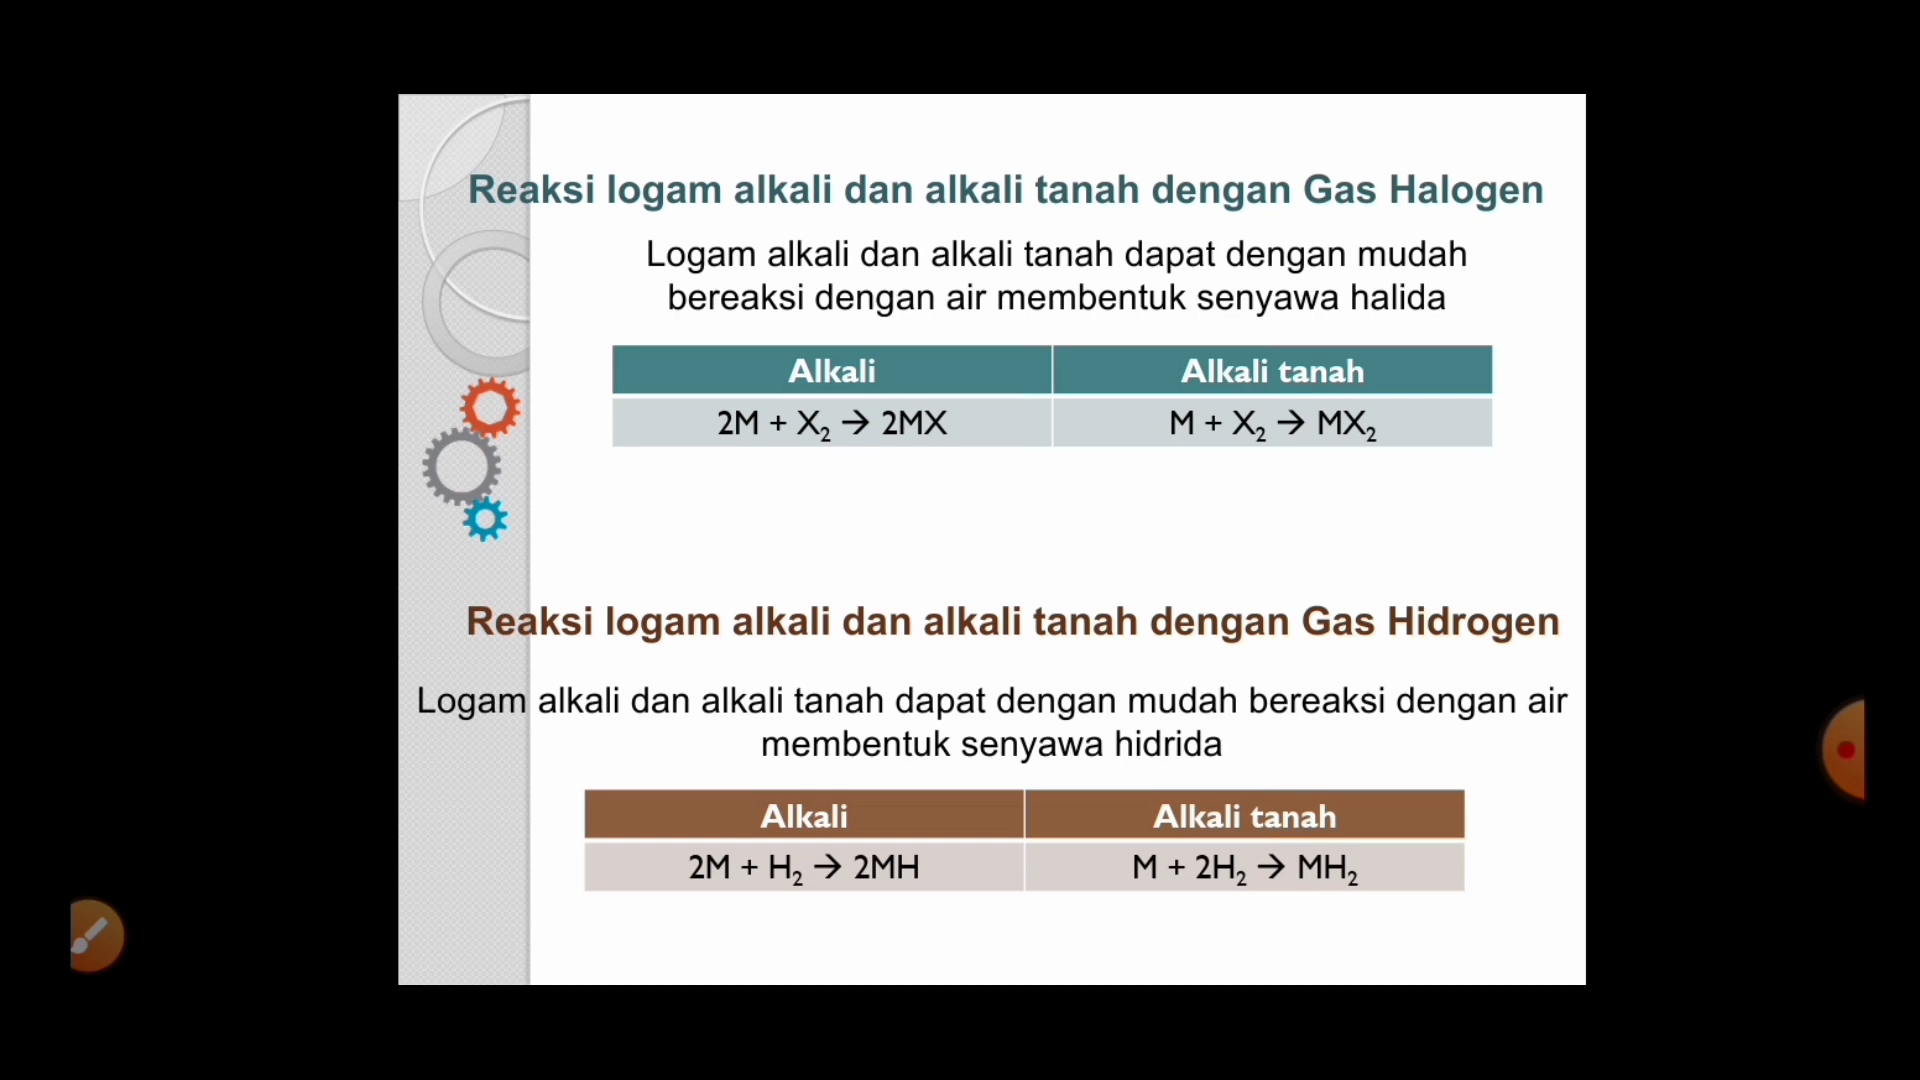 Reaksi logam alkali dan alkali tanah dengan Gas Halogen
Logam alkali dan alkali tanah dapat dengan mudah
bereaksi dengan air membentuk senyawa halida
Alkali Alkali tanah
2M + X₂ → 2MX M + X₂ → MX₂
Reaksi logam alkali dan alkali tanah dengan Gas Hidrogen
Logam alkali dan alkali tanah dapat dengan mudah bereaksi dengan air
membentuk senyawa hidrida
Alkali Alkali tanah
2M + H₂ → 2MH M + 2H₂ → MH₂